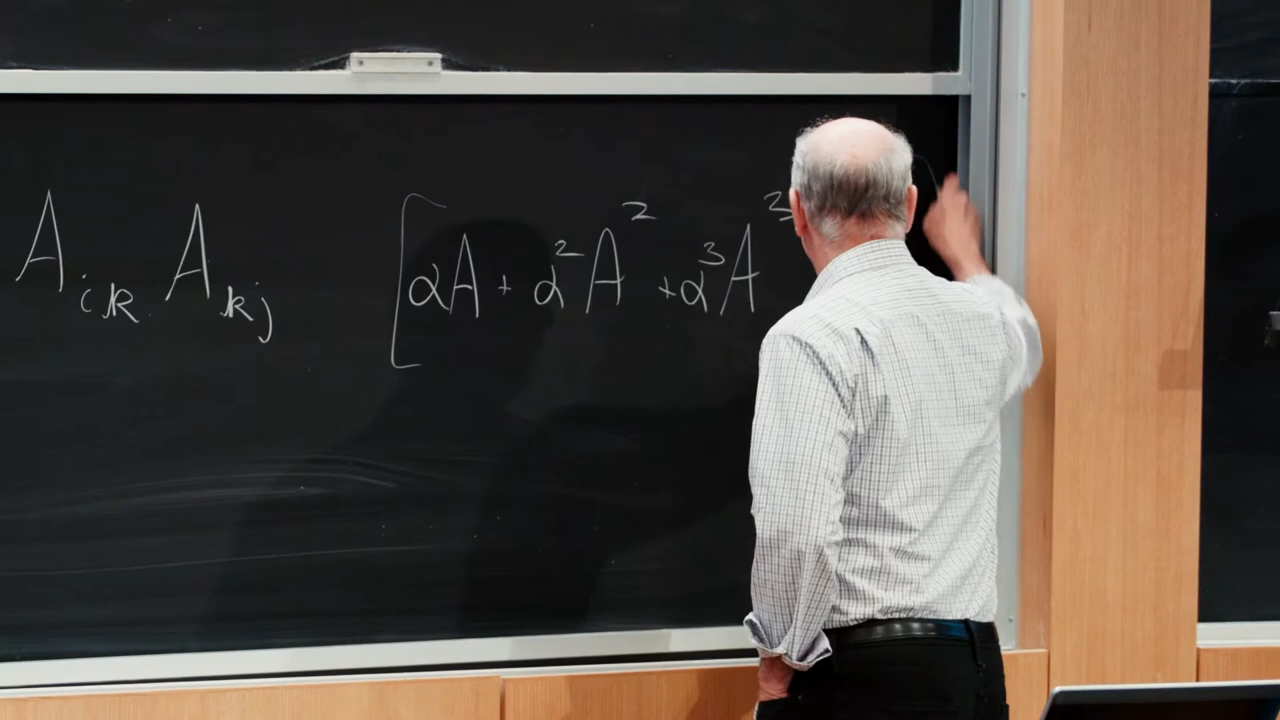 A_{ik} A_{kj} [αA + α²A² + α³A³